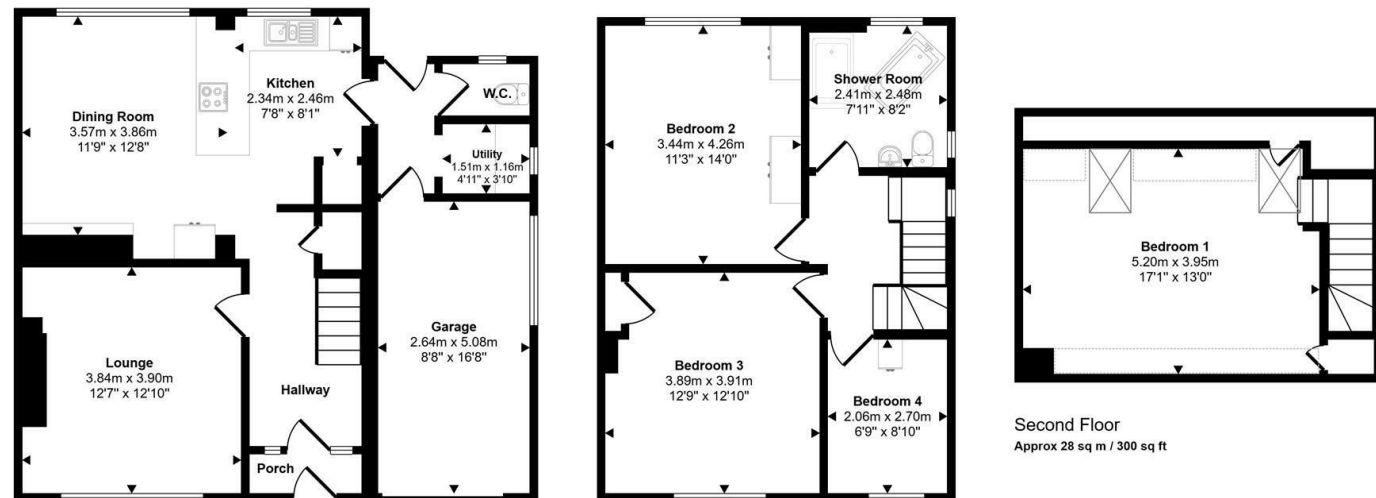 Dining Room
3.57m x 3.86m
11'9" x 12'8"
Kitchen
2.34m x 2.46m
7'8" x 8'1"
W.C.
Utility
1.51m x 1.16m
4'11" x 3'10"
Lounge
3.84m x 3.90m
12'7" x 12'10"
Hallway
Porch
Garage
2.64m x 5.08m
8'8" x 16'8"
Bedroom 2
3.44m x 4.26m
11'3" x 14'0"
Shower Room
2.41m x 2.48m
7'11" x 8'2"
Bedroom 3
3.89m x 3.91m
12'9" x 12'10"
Bedroom 4
2.06m x 2.70m
6'9" x 8'10"
Bedroom 1
5.20m x 3.95m
17'1" x 13'0"
Second Floor
Approx 28 sq m / 300 sq ft